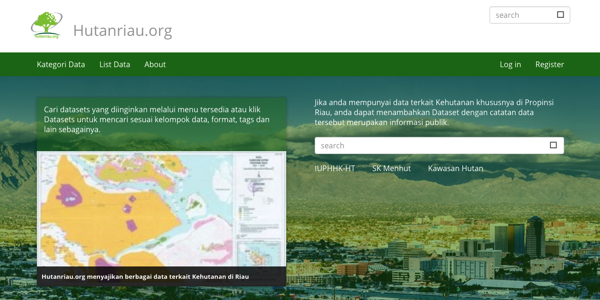 Hutanriau.org
search
Hutanriau.org
Kategori Data
List Data
About
Log in
Register
Cari datasets yang diinginkan melalui menu tersedia atau klik
Datasets untuk mencari sesuai kelompok data, format, tags dan
lain sebagainya.
Hutanriau.org menyajikan berbagai data terkait Kehutanan di Riau
Jika anda mempunyai data terkait Kehutanan khususnya di Propinsi
Riau, anda dapat menambahkan Dataset dengan catatan data
tersebut merupakan informasi publik.
search
IUPHHK-HT
SK Menhut
Kawasan Hutan